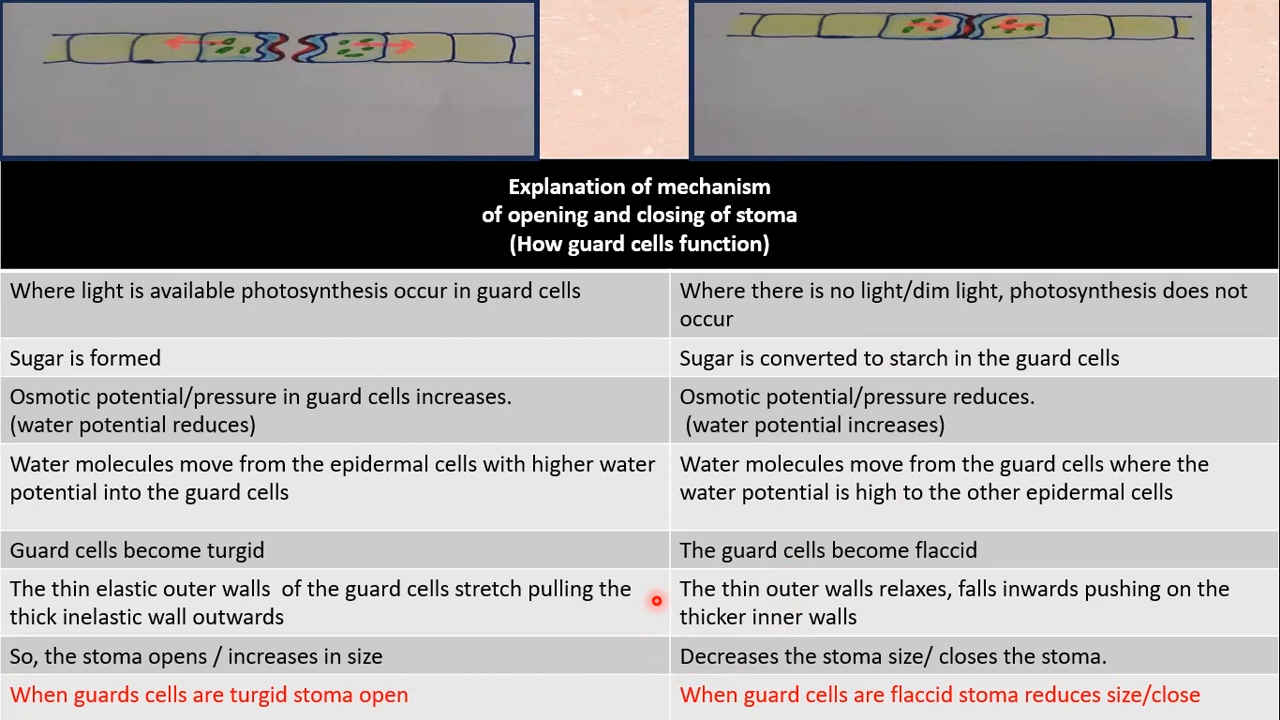 Explanation of mechanism
of opening and closing of stoma
(How guard cells function)
Where light is available photosynthesis occur in guard cells
Where there is no light/dim light, photosynthesis does not
occur
Sugar is formed
Sugar is converted to starch in the guard cells
Osmotic potential/pressure in guard cells increases.
(water potential reduces)
Osmotic potential/pressure reduces.
(water potential increases)
Water molecules move from the epidermal cells with higher water
potential into the guard cells
Water molecules move from the guard cells where the
water potential is high to the other epidermal cells
Guard cells become turgid
The guard cells become flaccid
The thin elastic outer walls of the guard cells stretch pulling the
thick inelastic wall outwards
The thin outer walls relaxes, falls inwards pushing on the
thicker inner walls
So, the stoma opens / increases in size
Decreases the stoma size/ closes the stoma.
When guards cells are turgid stoma open
When guard cells are flaccid stoma reduces size/close